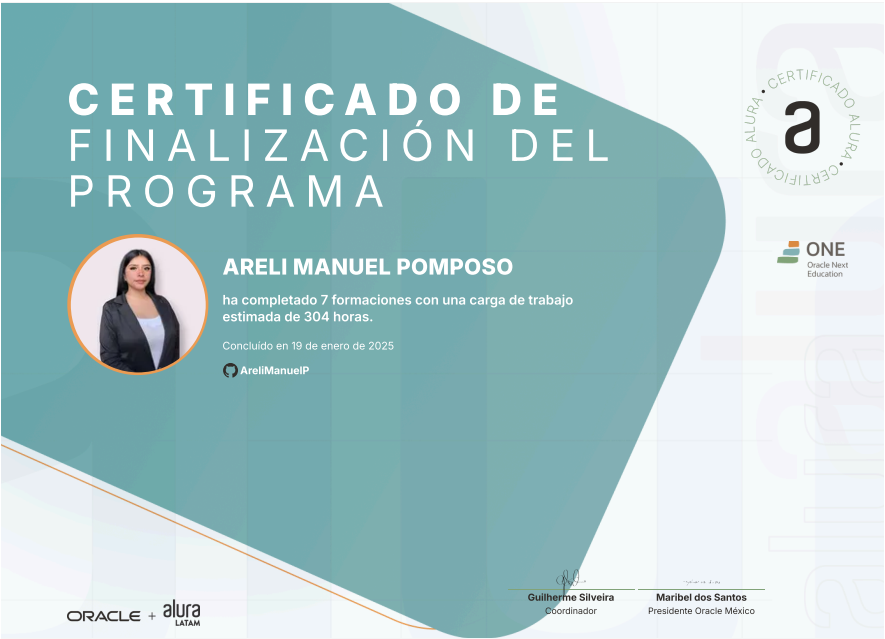 CERTIFICADO DE
FINALIZACIÓN DEL
PROGRAMA
CERTIFICADO ALURA • CERTIFICADO ALURA •
a
ONE
Oracle Next
Education
ARELI MANUEL POMPOSO
ha completado 7 formaciones con una carga de trabajo
estimada de 304 horas.
Concluído en 19 de enero de 2025
AreliManuelP
Guilherme Silveira
Coordinador
Maribel dos Santos
Presidente Oracle México
ORACLE + alura
LATAM
alura